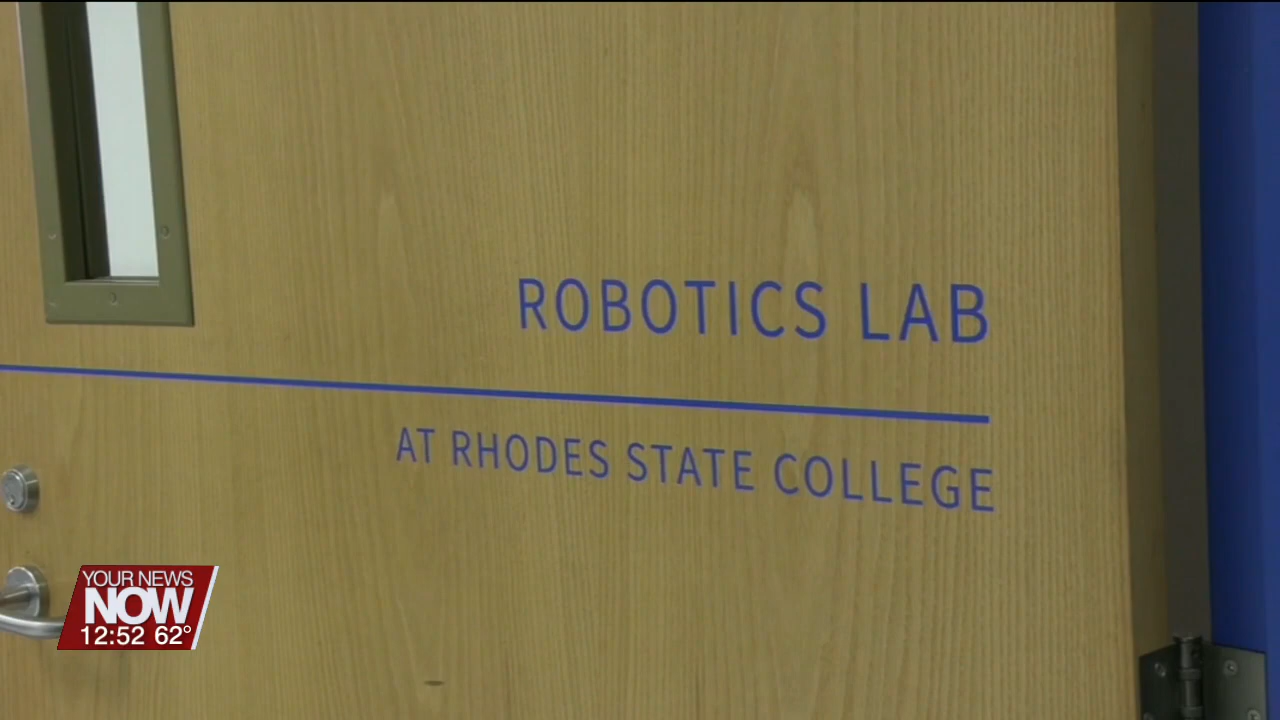 ROBOTICS LAB
AT RHODES STATE COLLEGE
YOUR NEWS
NOW
12:52 62°